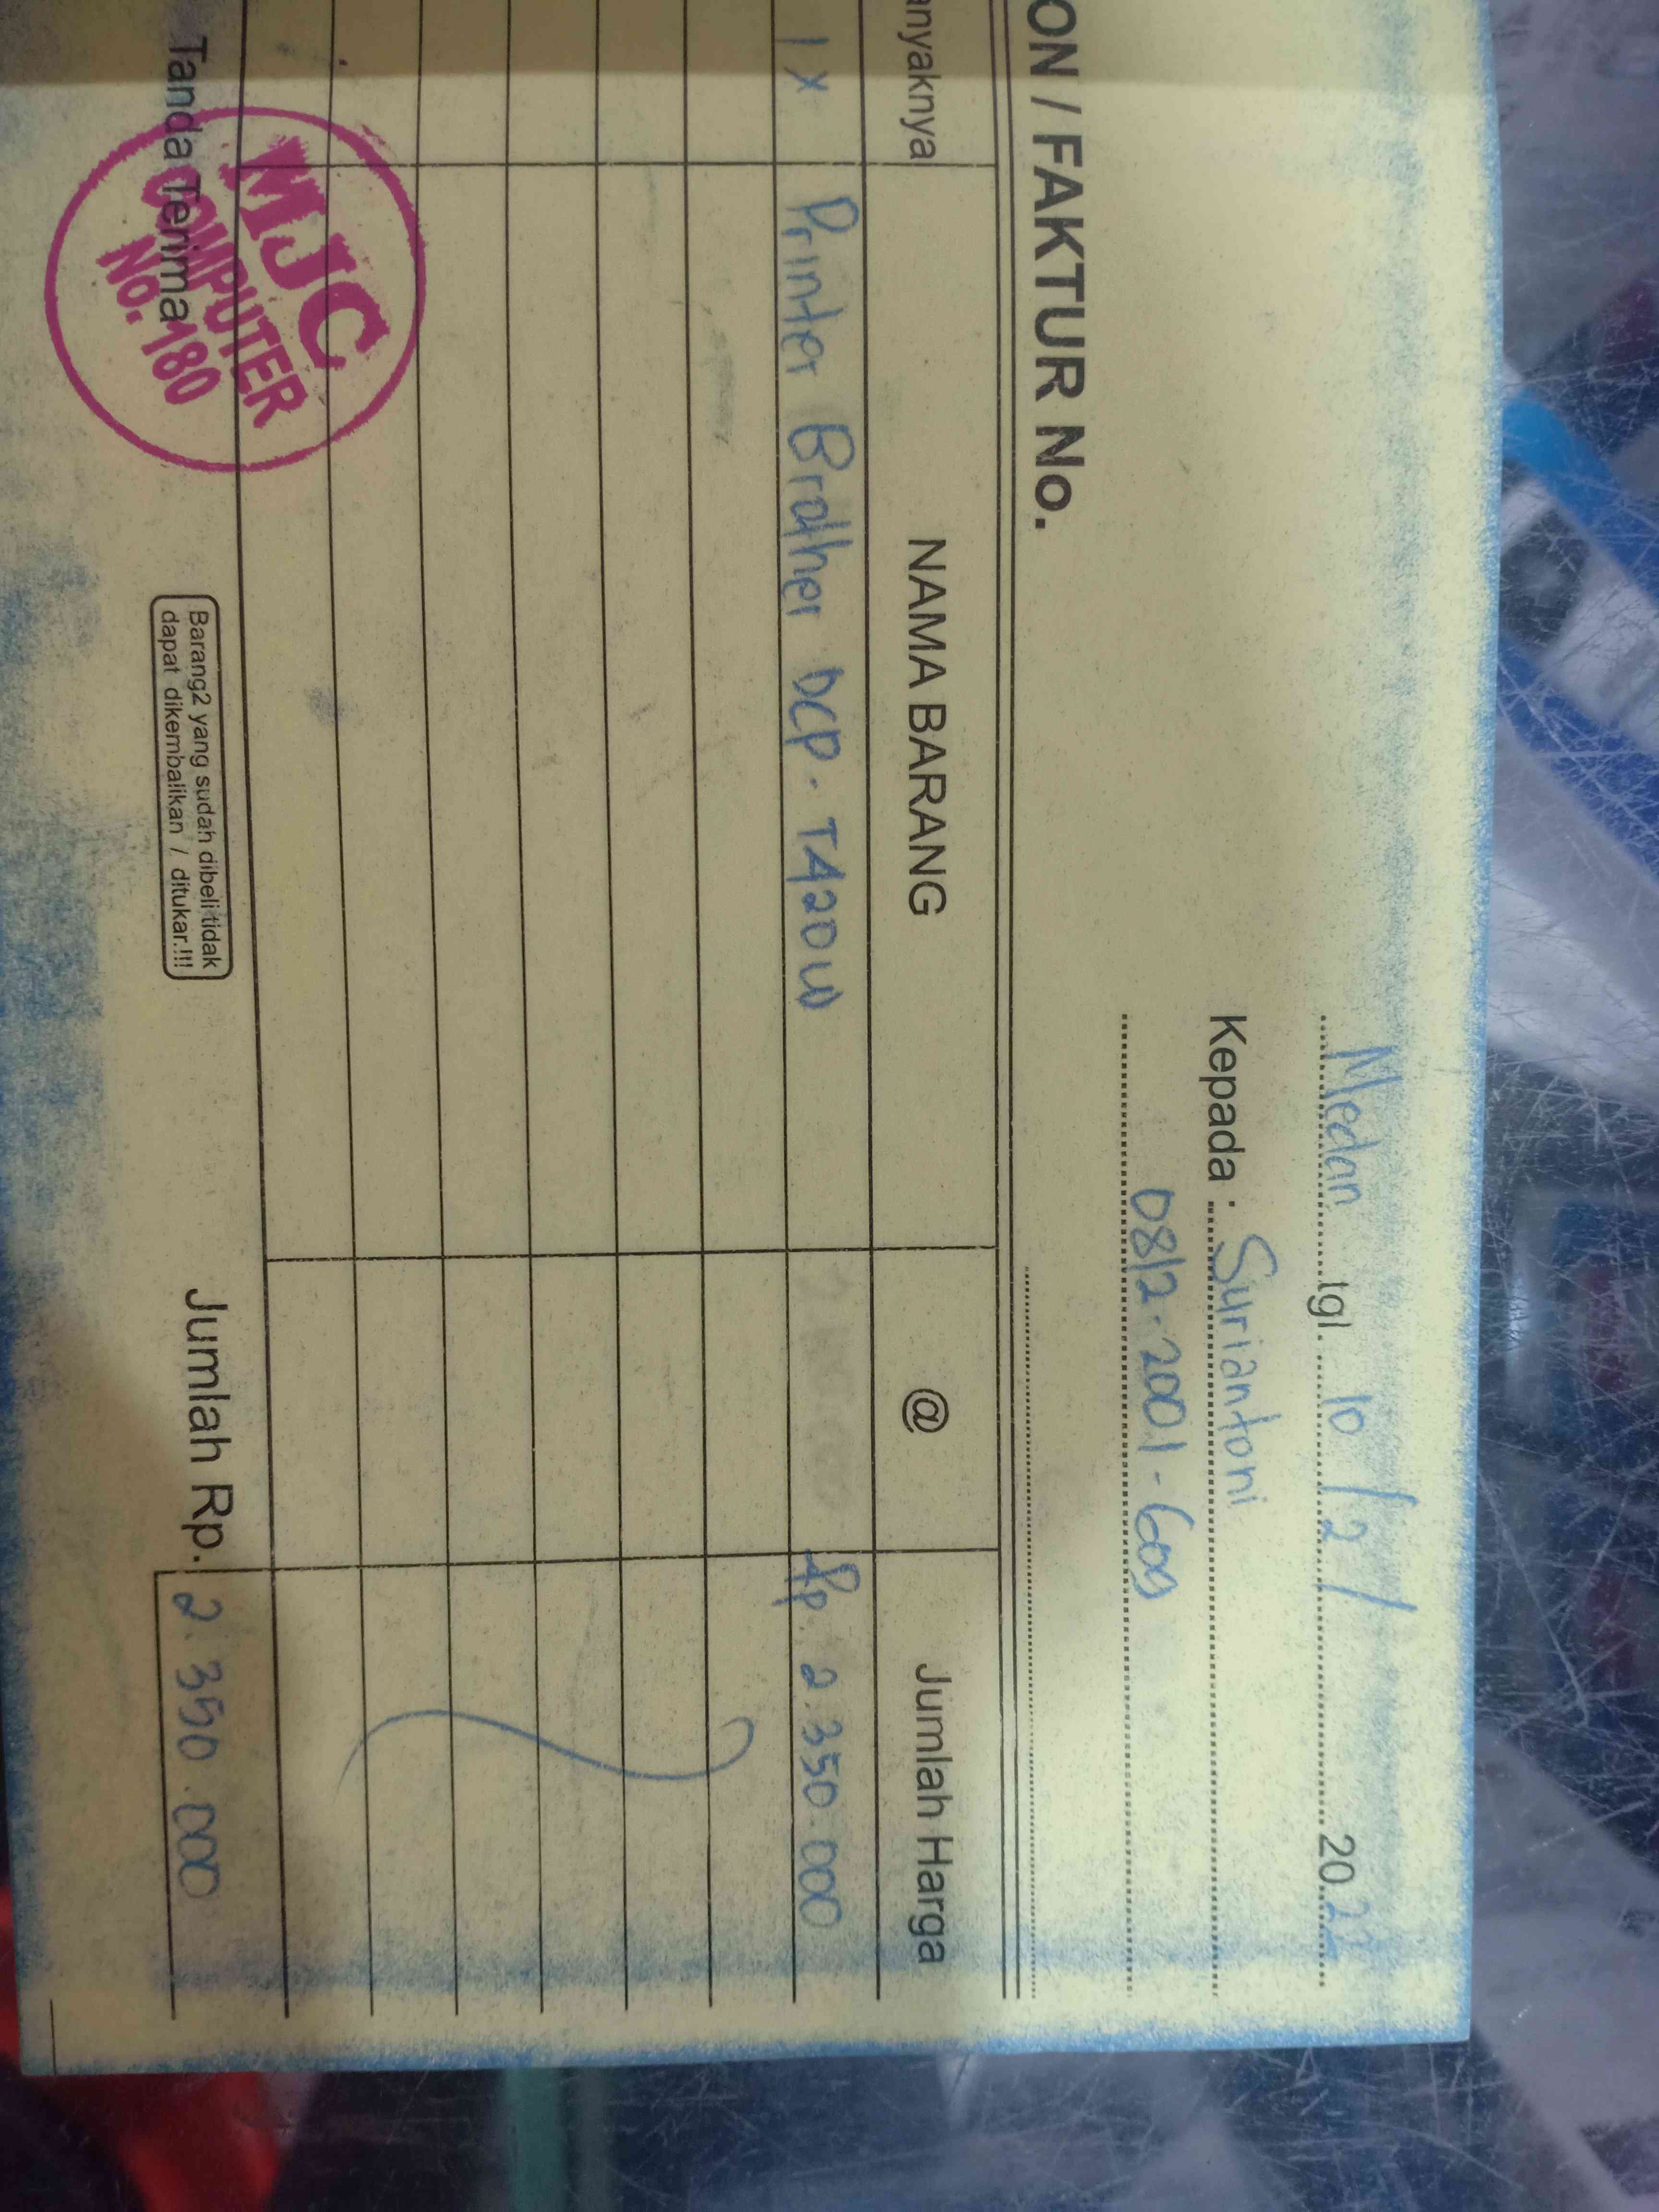 Medan tgl. 10/2/ 2022
Kepada : Suriantoni
0812-2001-600
ON / FAKTUR No.
anyaknya NAMA BARANG @ Jumlah Harga
1 x Printer Brother DCP. T420W Rp. 2.350.000
Tanda Terima
MJC
COMPUTER
No. 180
Barang2 yang sudah dibeli tidak
dapat dikembalikan / ditukar.!!!
Jumlah Rp. 2.350.000